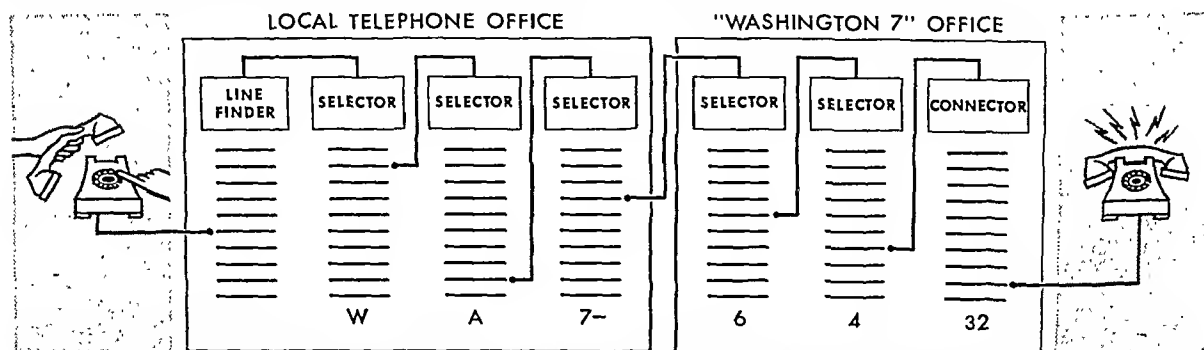 LOCAL TELEPHONE OFFICE
"WASHINGTON 7" OFFICE
LINE FINDER
SELECTOR
SELECTOR
SELECTOR
SELECTOR
SELECTOR
CONNECTOR
W
A
7~
6
4
32